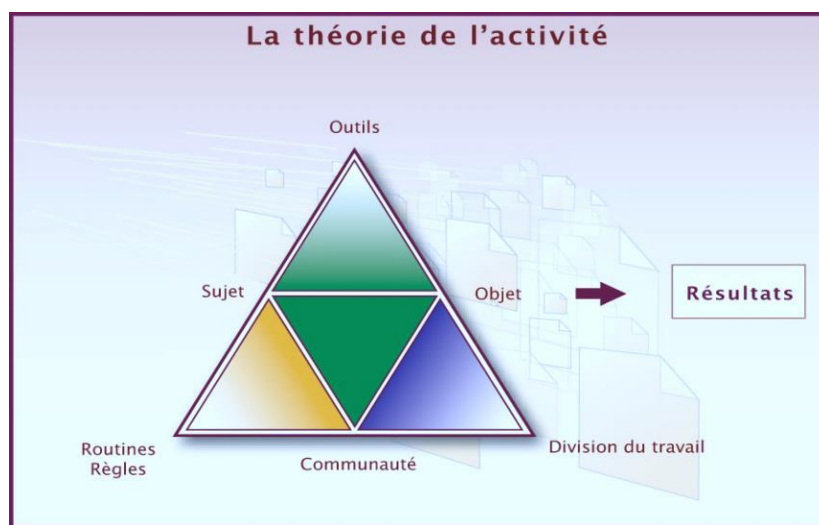 La théorie de l'activité
Outils
Sujet
Objet
Résultats
Routines
Règles
Communauté
Division du travail